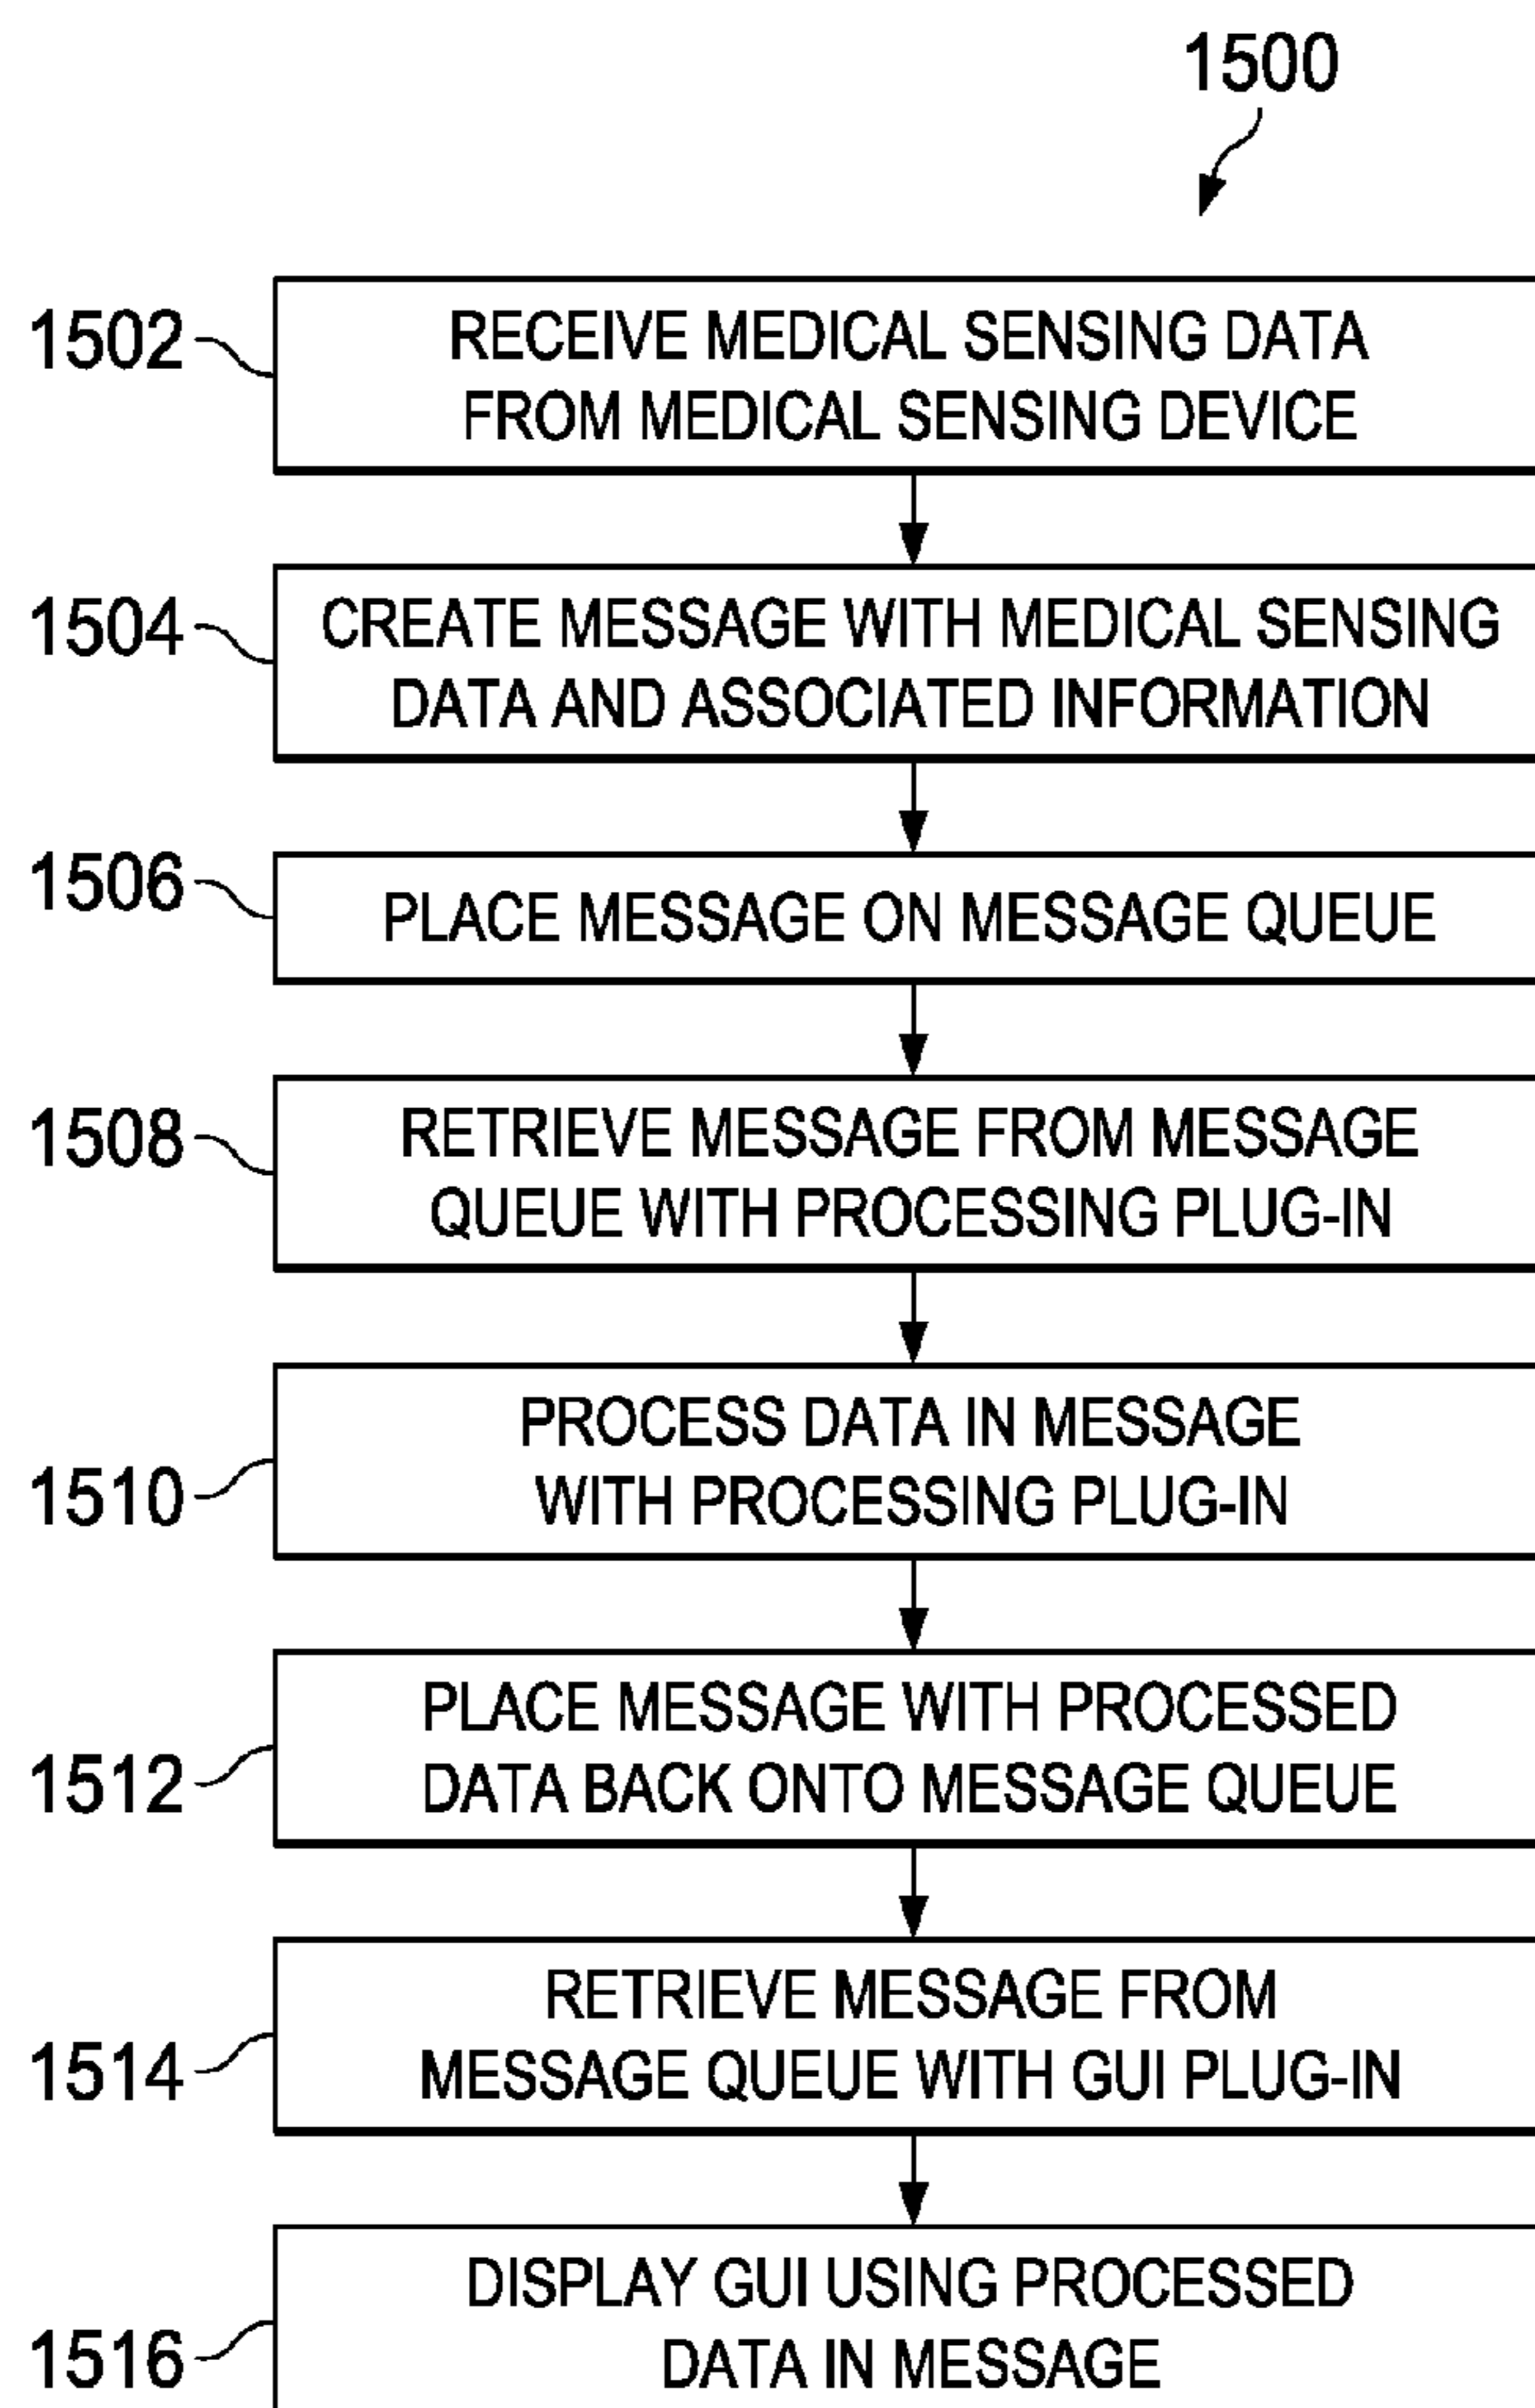 1500
1502
RECEIVE MEDICAL SENSING DATA
FROM MEDICAL SENSING DEVICE
1504
CREATE MESSAGE WITH MEDICAL SENSING
DATA AND ASSOCIATED INFORMATION
1506
PLACE MESSAGE ON MESSAGE QUEUE
1508
RETRIEVE MESSAGE FROM MESSAGE
QUEUE WITH PROCESSING PLUG-IN
1510
PROCESS DATA IN MESSAGE
WITH PROCESSING PLUG-IN
1512
PLACE MESSAGE WITH PROCESSED
DATA BACK ONTO MESSAGE QUEUE
1514
RETRIEVE MESSAGE FROM
MESSAGE QUEUE WITH GUI PLUG-IN
1516
DISPLAY GUI USING PROCESSED
DATA IN MESSAGE